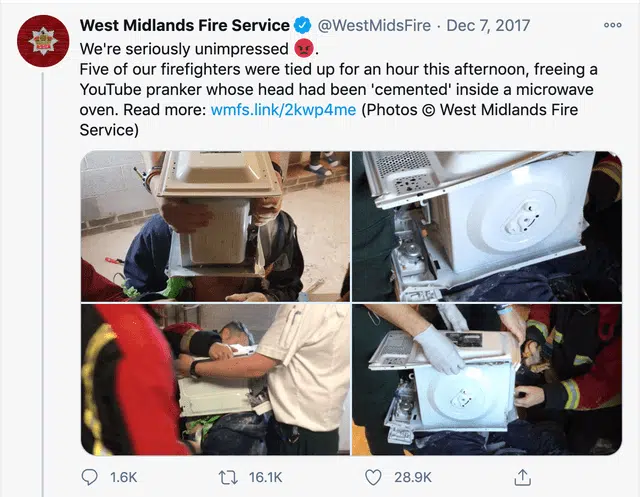 West Midlands Fire Service @WestMidsFire · Dec 7, 2017
We're seriously unimpressed 😡.
Five of our firefighters were tied up for an hour this afternoon, freeing a
YouTube pranker whose head had been 'cemented' inside a microwave
oven. Read more: wmfs.link/2kwp4me (Photos © West Midlands Fire
Service)
1.6K 16.1K 28.9K